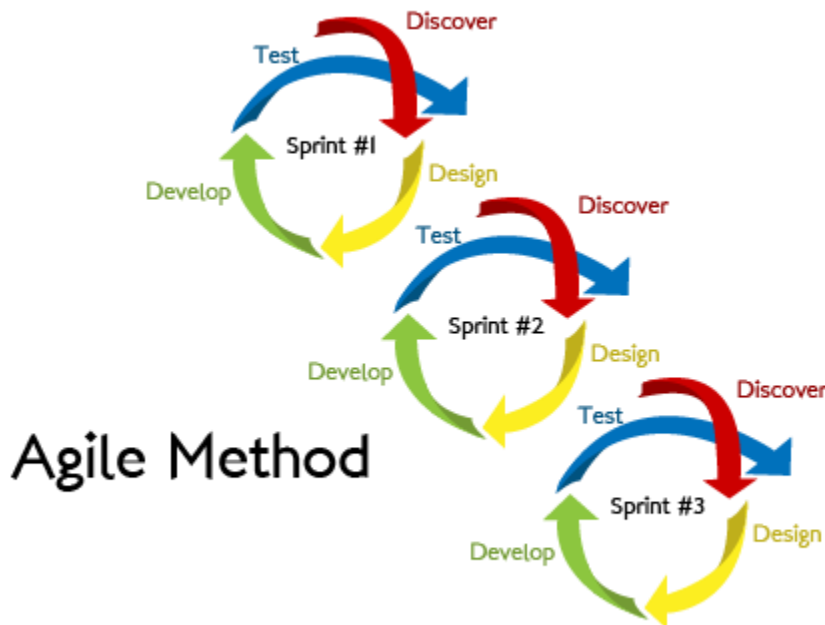 Discover
Test
Sprint #1
Design
Develop
Discover
Test
Sprint #2
Design
Develop
Discover
Test
Sprint #3
Design
Develop
Agile Method